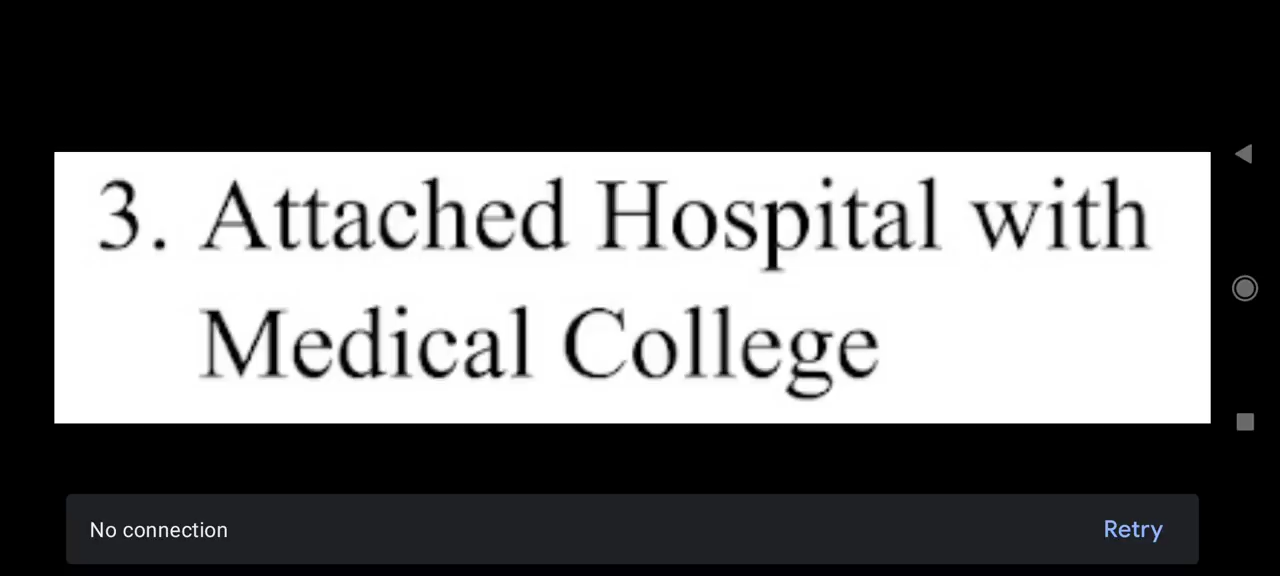 3. Attached Hospital with
Medical College
No connection
Retry